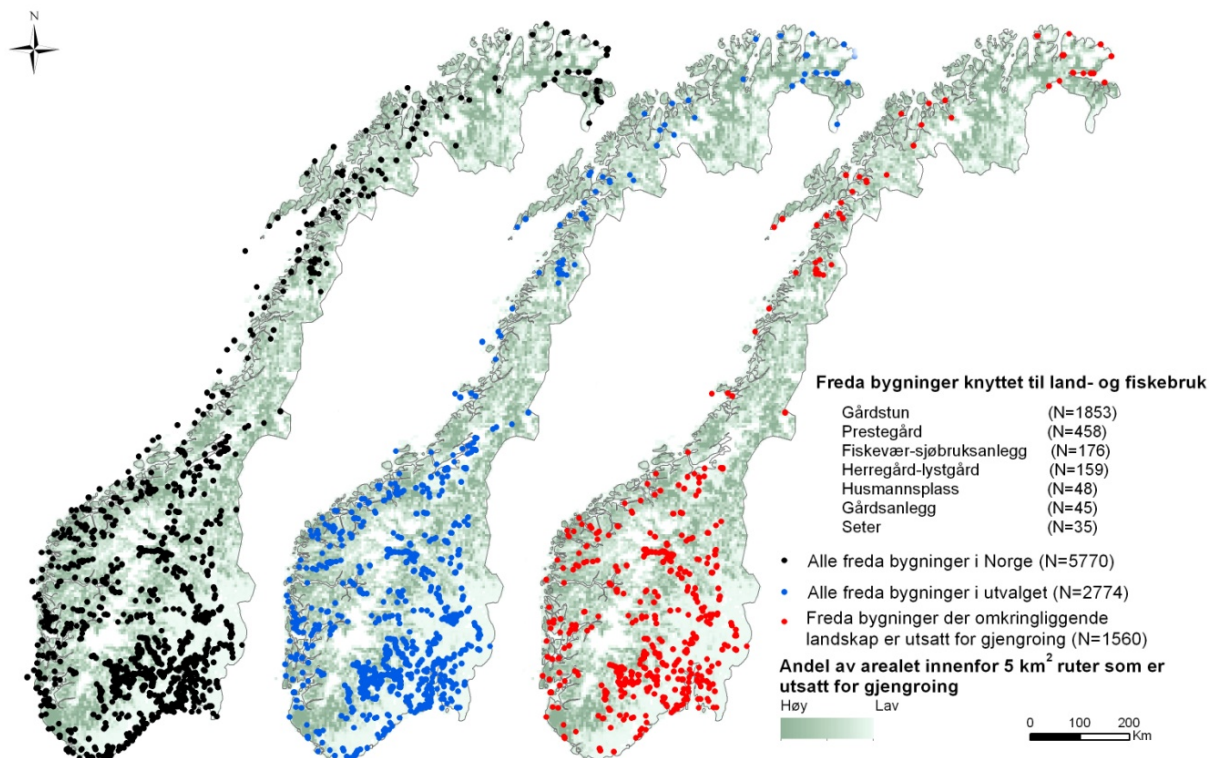 N
Freda bygninger knyttet til land- og fiskebruk
Gårdstun (N=1853)
Prestegård (N=458)
Fiskevær-sjøbruksanlegg (N=176)
Herregård-lystgård (N=159)
Husmannsplass (N=48)
Gårdsanlegg (N=45)
Seter (N=35)
Alle freda bygninger i Norge (N=5770)
Alle freda bygninger i utvalget (N=2774)
Freda bygninger der omkringliggende
landskap er utsatt for gjengroing (N=1560)
Andel av arealet innenfor 5 km² ruter som er
utsatt for gjengroing
Høy Lav
0 100 200
Km